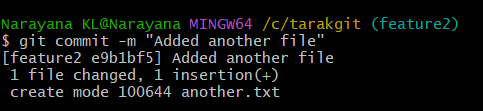 Narayana KL@Narayana MINGW64 /c/tarakgit (feature2)
$ git commit -m "Added another file"
[feature2 e9b1bf5] Added another file
 1 file changed, 1 insertion(+)
 create mode 100644 another.txt